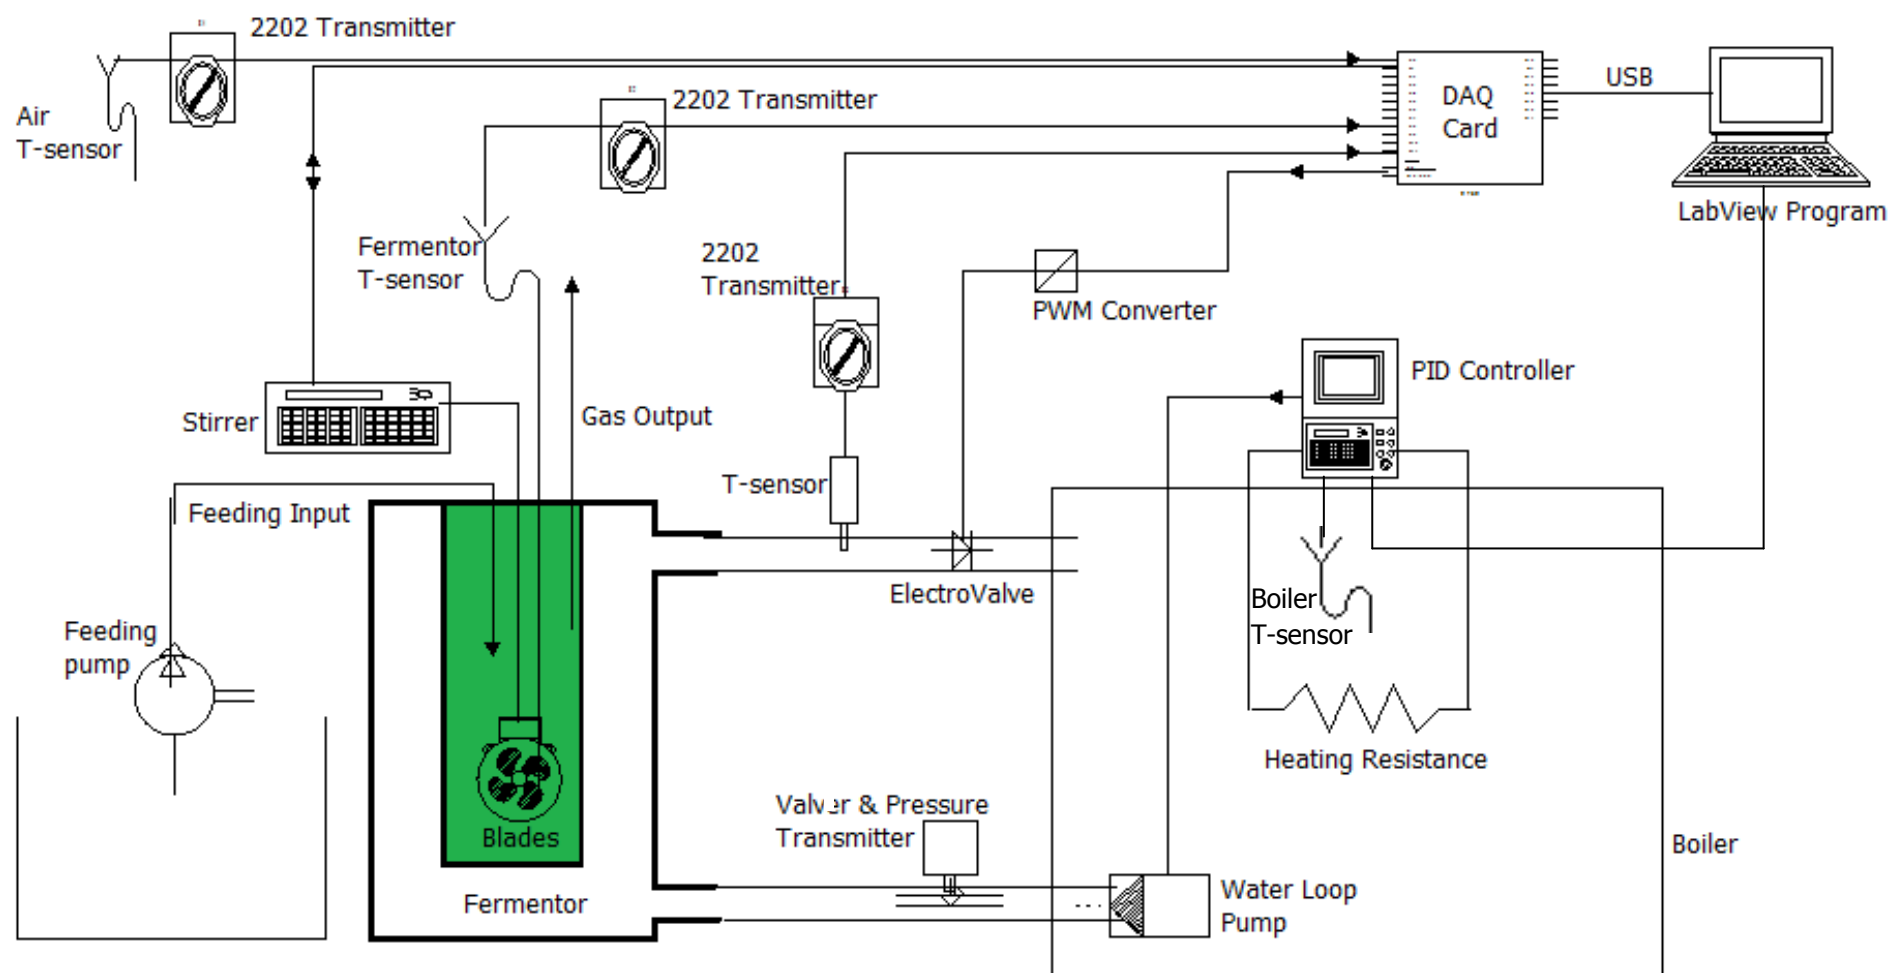 2202 Transmitter
Air
T-sensor
2202 Transmitter
DAQ
Card
USB
LabView Program
Fermentor
T-sensor
2202
Transmitter
PWM Converter
PID Controller
Stirrer
Gas Output
T-sensor
Feeding Input
ElectroValve
Boiler
T-sensor
Feeding
pump
Heating Resistance
Valver & Pressure
Transmitter
Blades
Boiler
Fermentor
Water Loop
Pump